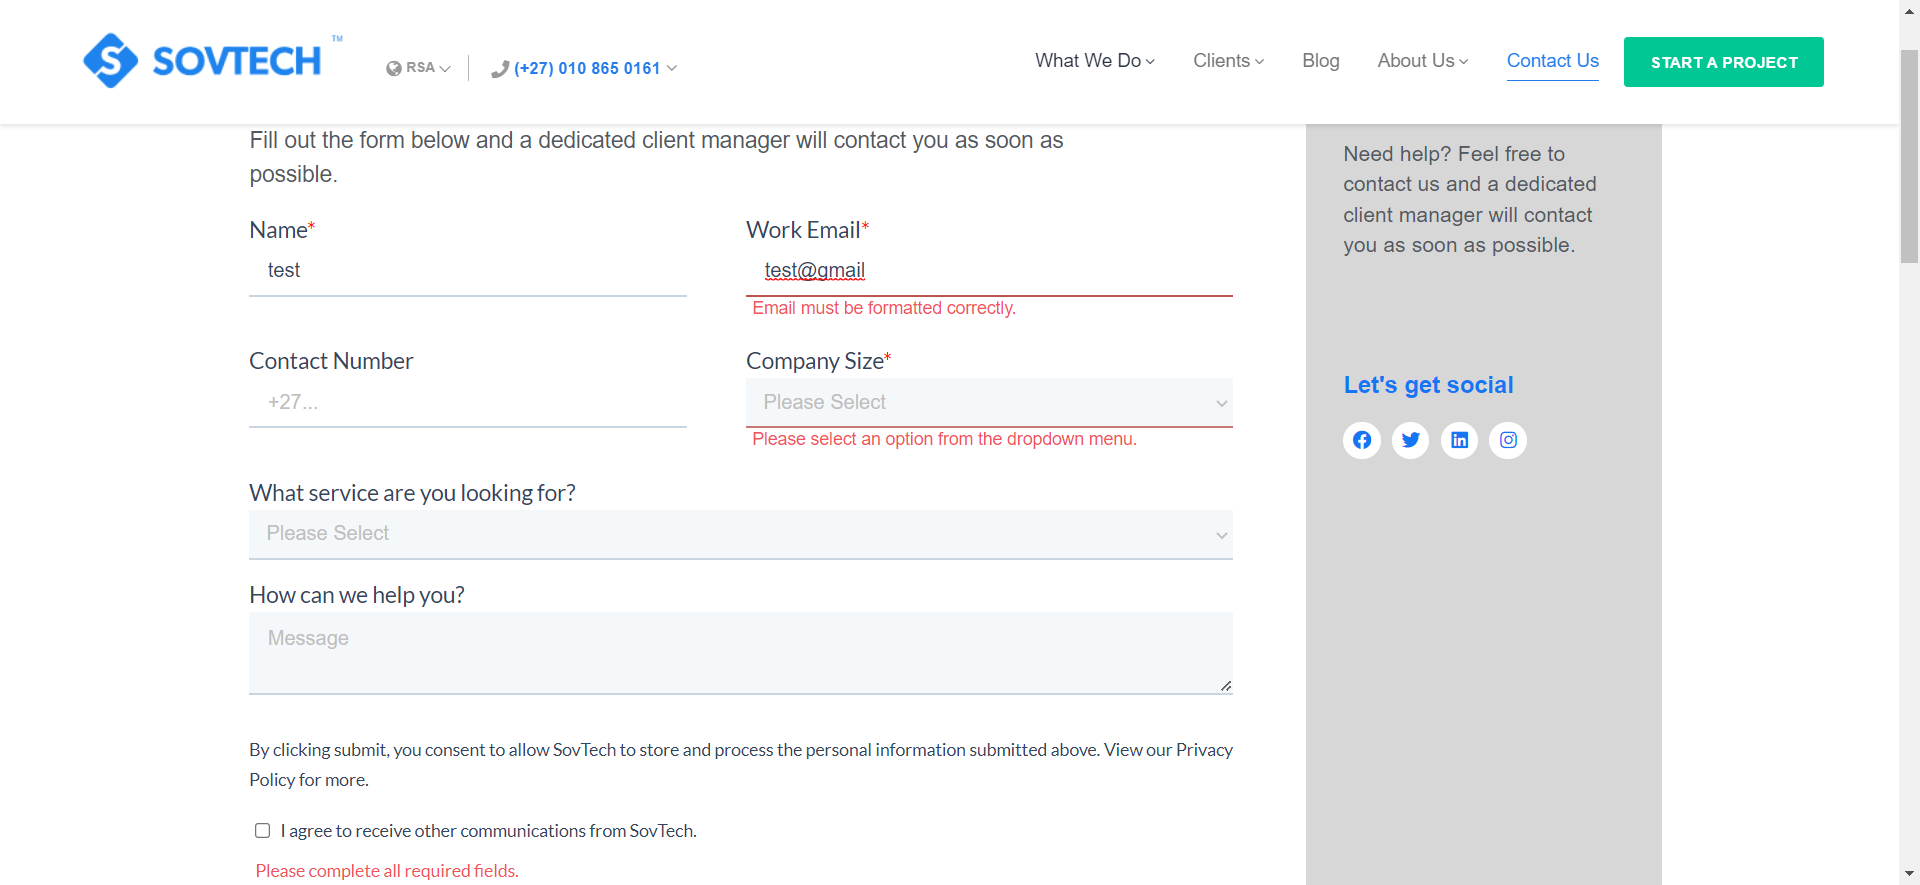 SOVTECH™
RSA
(+27) 010 865 0161
What We Do
Clients
Blog
About Us
Contact Us
START A PROJECT
Fill out the form below and a dedicated client manager will contact you as soon as
possible.
Name*
test
Work Email*
test@gmail
Email must be formatted correctly.
Contact Number
+27...
Company Size*
Please Select
Please select an option from the dropdown menu.
What service are you looking for?
Please Select
How can we help you?
Message
By clicking submit, you consent to allow SovTech to store and process the personal information submitted above. View our Privacy
Policy for more.
I agree to receive other communications from SovTech.
Please complete all required fields.
Need help? Feel free to
contact us and a dedicated
client manager will contact
you as soon as possible.
Let's get social